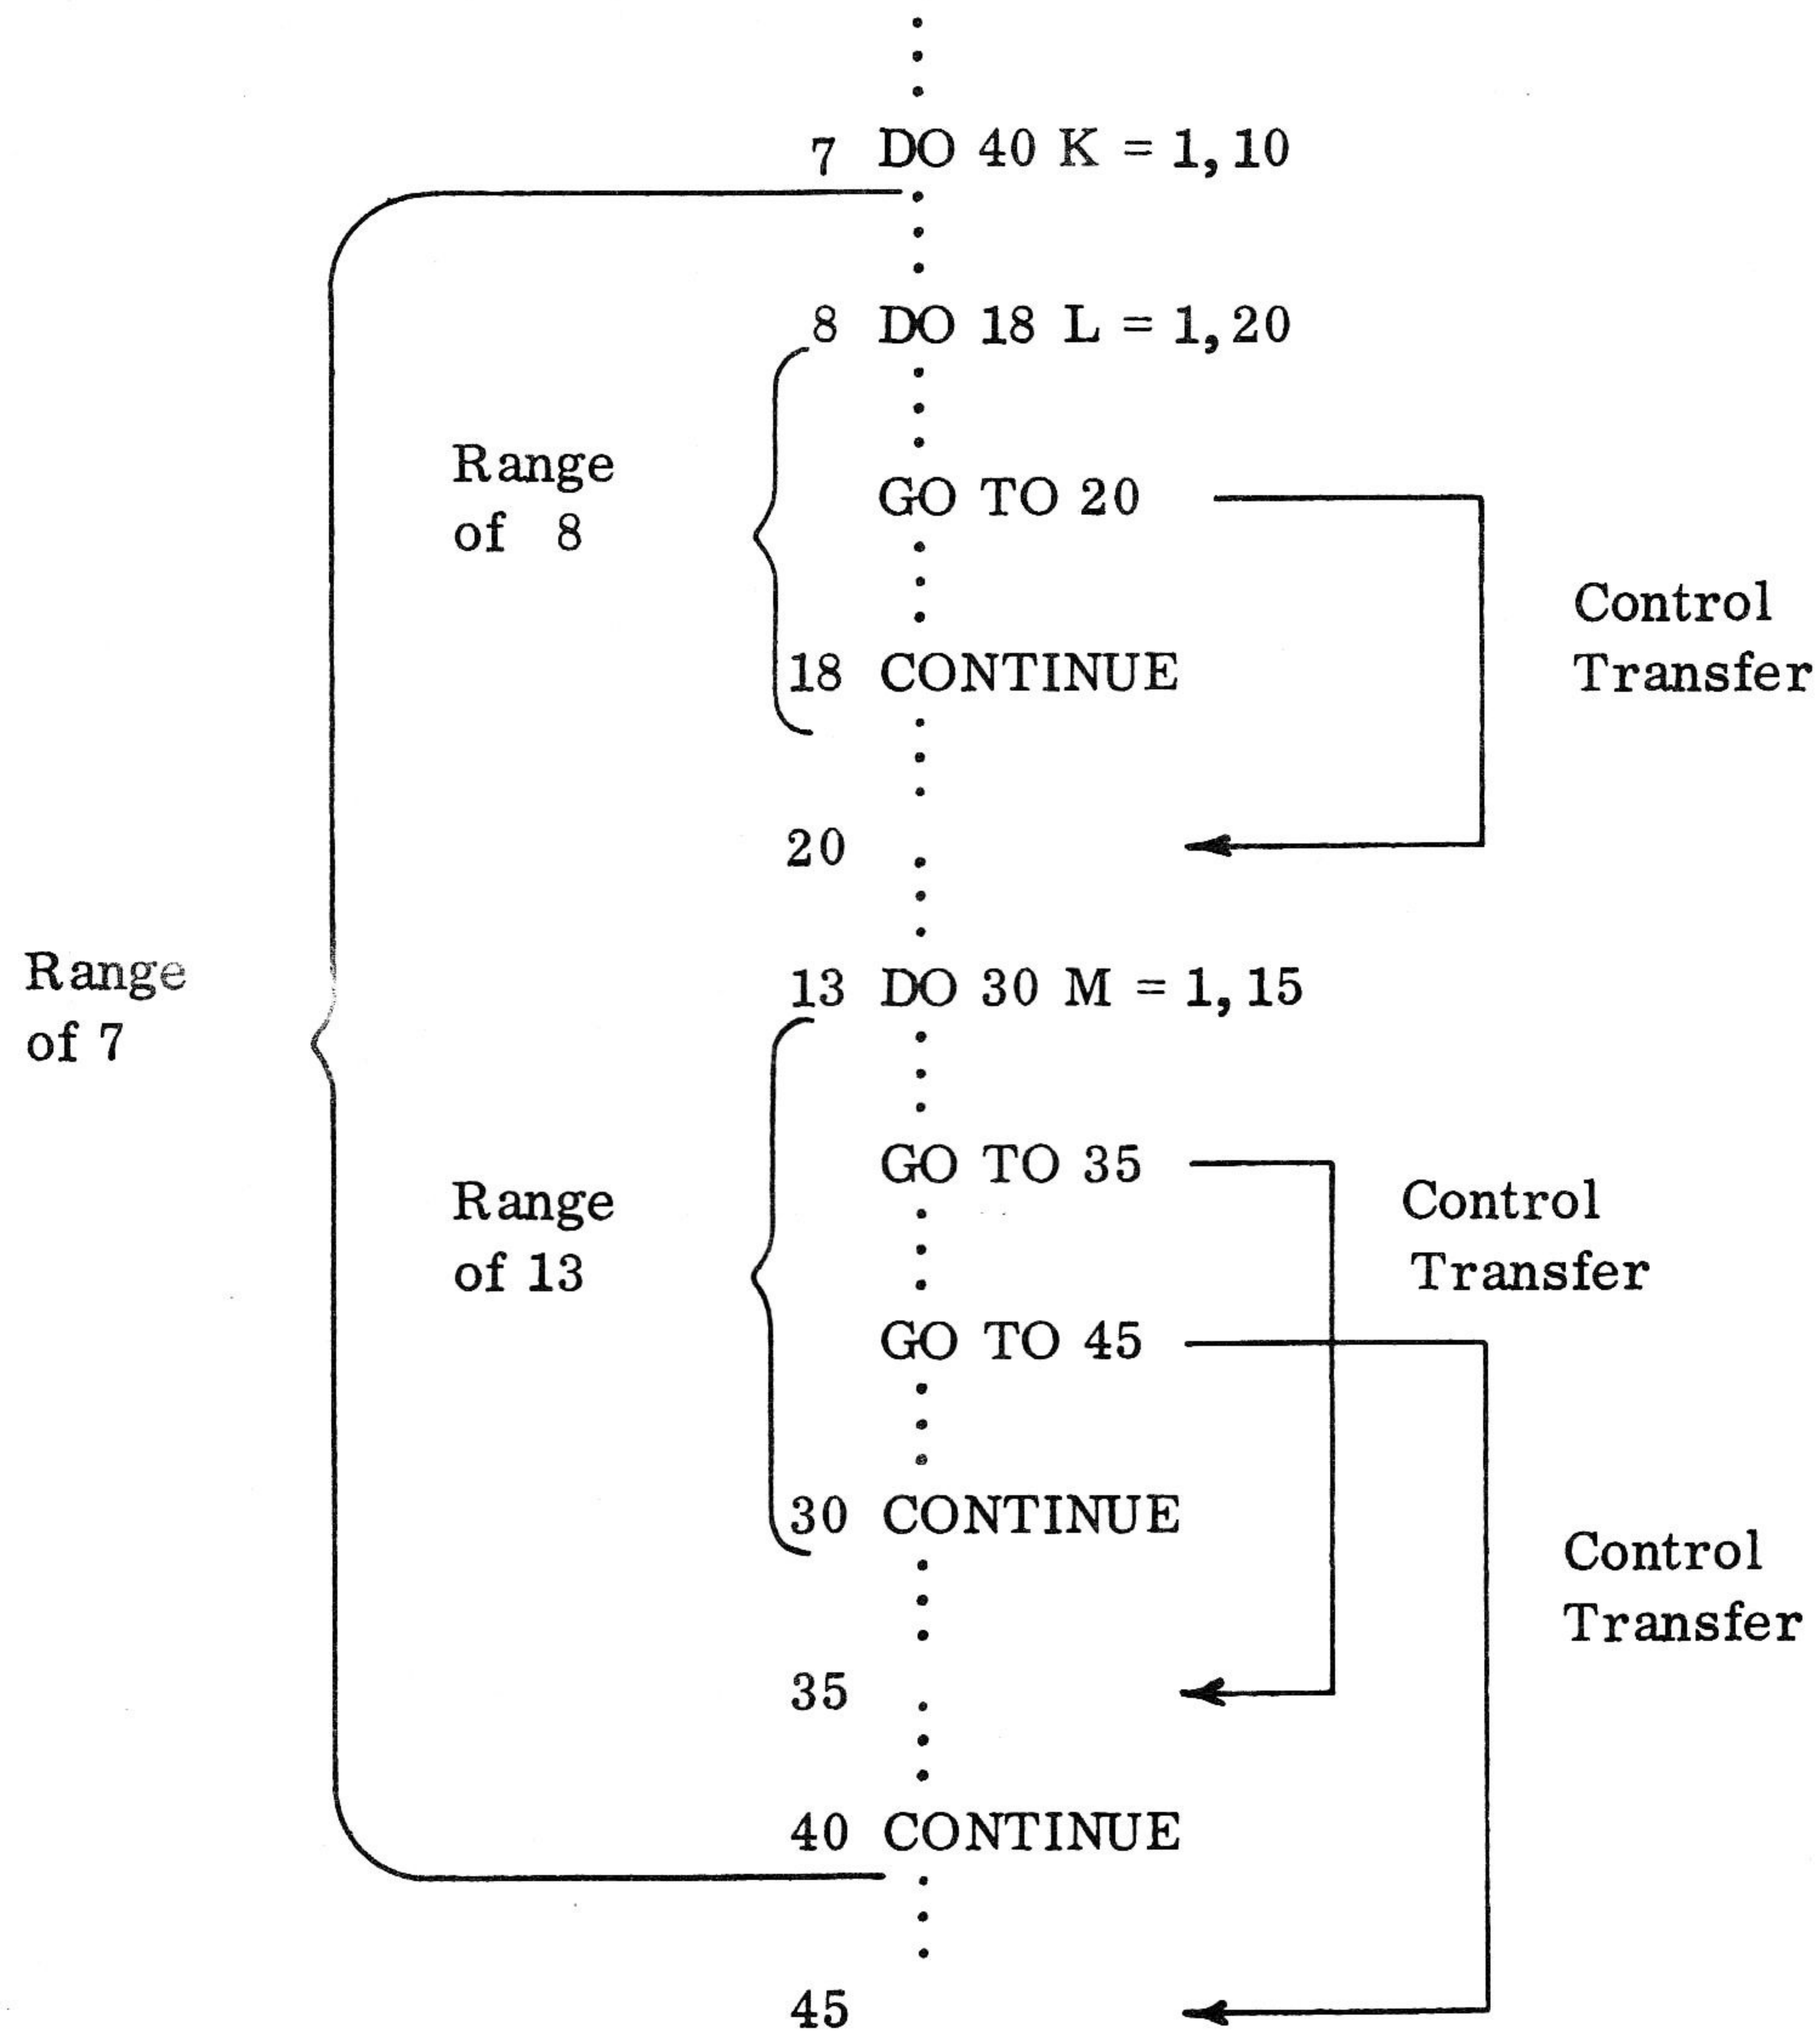 7 DO 40 K = 1, 10
8 DO 18 L = 1, 20
Range
of 8
GO TO 20
Control
Transfer
18 CONTINUE
20
Range
of 7
13 DO 30 M = 1, 15
GO TO 35
Range
of 13
Control
Transfer
GO TO 45
30 CONTINUE
Control
Transfer
35
40 CONTINUE
45